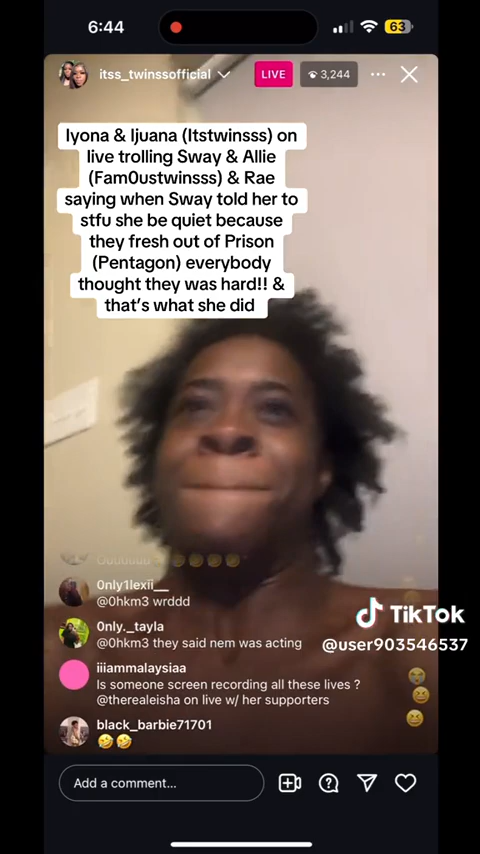 6:44
63
itss_twinssofficial
LIVE
3,244
Iyona & Ijuana (Itstwinsss) on
live trolling Sway & Allie
(Fam0ustwinsss) & Rae
saying when Sway told her to
stfu she be quiet because
they fresh out of Prison
(Pentagon) everybody
thought they was hard!! &
that's what she did
0nly1lexii__
@0hkm3 wrddd
TikTok
0nly._tayla
@0hkm3 they said nem was acting
@user903546537
iiiammalaysiaa
Is someone screen recording all these lives ?
@therealeisha on live w/ her supporters
black_barbie71701
🤣🤣
Add a comment...